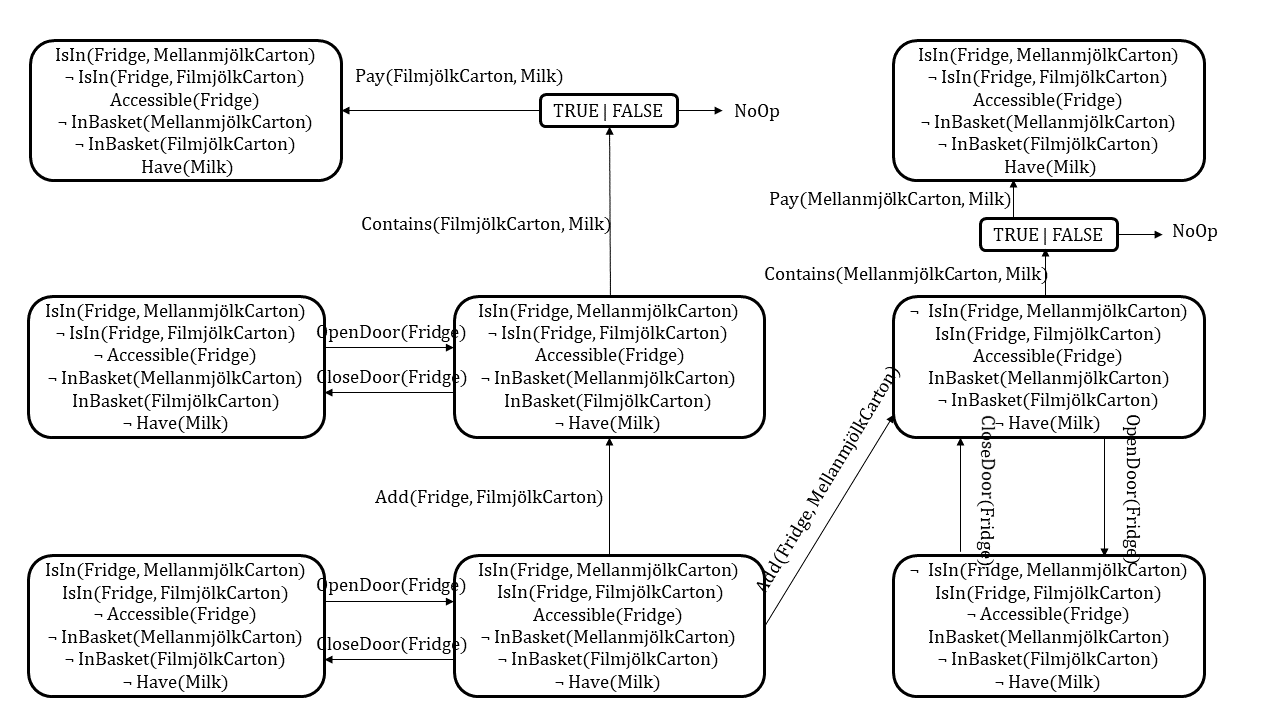 IsIn(Fridge, MellanmjölkCarton)
¬ IsIn(Fridge, FilmjölkCarton)
Accessible(Fridge)
¬ InBasket(MellanmjölkCarton)
¬ InBasket(FilmjölkCarton)
Have(Milk)
Pay(FilmjölkCarton, Milk)
TRUE | FALSE
NoOp
IsIn(Fridge, MellanmjölkCarton)
¬ IsIn(Fridge, FilmjölkCarton)
Accessible(Fridge)
¬ InBasket(MellanmjölkCarton)
¬ InBasket(FilmjölkCarton)
Have(Milk)
Pay(MellanmjölkCarton, Milk)
TRUE | FALSE
NoOp
Contains(FilmjölkCarton, Milk)
Contains(MellanmjölkCarton, Milk)
IsIn(Fridge, MellanmjölkCarton)
¬ IsIn(Fridge, FilmjölkCarton)
¬ Accessible(Fridge)
¬ InBasket(MellanmjölkCarton)
InBasket(FilmjölkCarton)
¬ Have(Milk)
OpenDoor(Fridge)
CloseDoor(Fridge)
IsIn(Fridge, MellanmjölkCarton)
¬ IsIn(Fridge, FilmjölkCarton)
Accessible(Fridge)
¬ InBasket(MellanmjölkCarton)
InBasket(FilmjölkCarton)
¬ Have(Milk)
¬ IsIn(Fridge, MellanmjölkCarton)
IsIn(Fridge, FilmjölkCarton)
Accessible(Fridge)
InBasket(MellanmjölkCarton)
¬ InBasket(FilmjölkCarton)
¬ Have(Milk)
Add(Fridge, FilmjölkCarton)
Add(Fridge, MellanmjölkCarton)
CloseDoor(Fridge)
OpenDoor(Fridge)
IsIn(Fridge, MellanmjölkCarton)
IsIn(Fridge, FilmjölkCarton)
¬ Accessible(Fridge)
¬ InBasket(MellanmjölkCarton)
¬ InBasket(FilmjölkCarton)
¬ Have(Milk)
OpenDoor(Fridge)
CloseDoor(Fridge)
IsIn(Fridge, MellanmjölkCarton)
IsIn(Fridge, FilmjölkCarton)
Accessible(Fridge)
¬ InBasket(MellanmjölkCarton)
¬ InBasket(FilmjölkCarton)
¬ Have(Milk)
¬ IsIn(Fridge, MellanmjölkCarton)
IsIn(Fridge, FilmjölkCarton)
¬ Accessible(Fridge)
InBasket(MellanmjölkCarton)
¬ InBasket(FilmjölkCarton)
¬ Have(Milk)